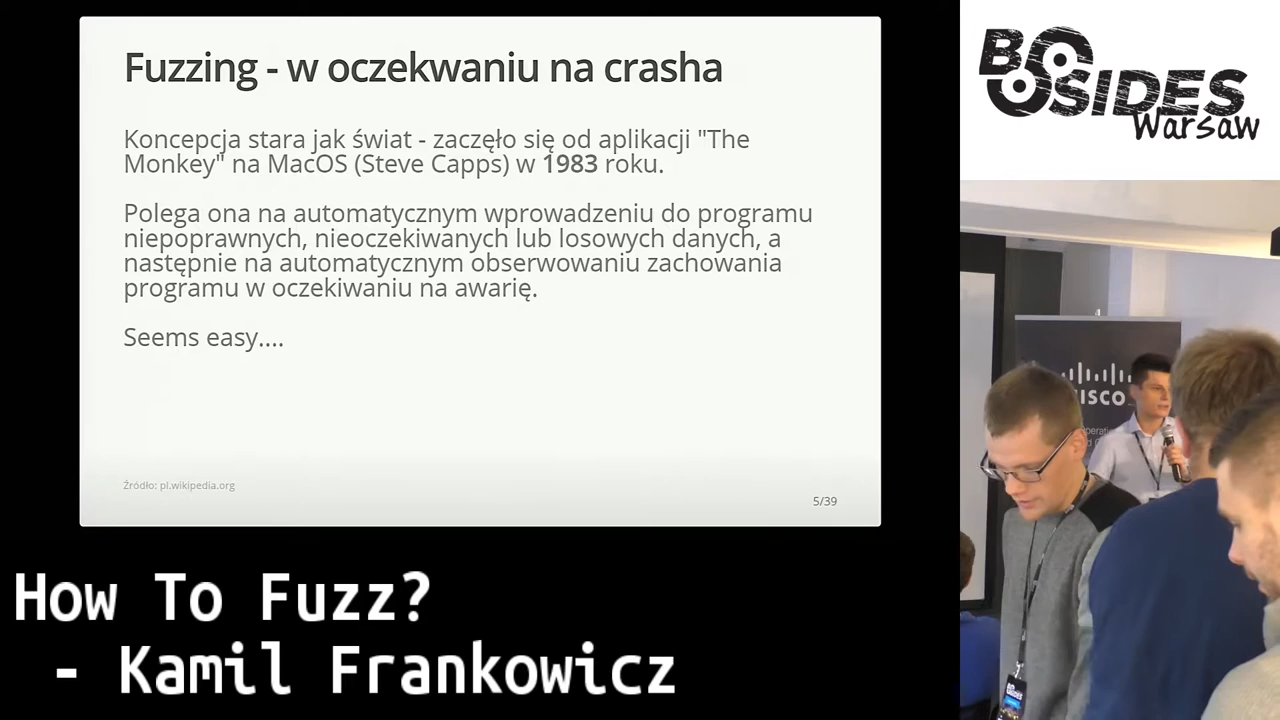 Fuzzing - w oczekwaniu na crasha
Koncepcja stara jak świat - zaczęło się od aplikacji "The
Monkey" na MacOS (Steve Capps) w 1983 roku.
Polega ona na automatycznym wprowadzeniu do programu
niepoprawnych, nieoczekiwanych lub losowych danych, a
następnie na automatycznym obserwowaniu zachowania
programu w oczekiwaniu na awarię.
Seems easy....
Źródło: pl.wikipedia.org
5/39
How To Fuzz?
- Kamil Frankowicz
BSIDES
Warsaw
ISCO